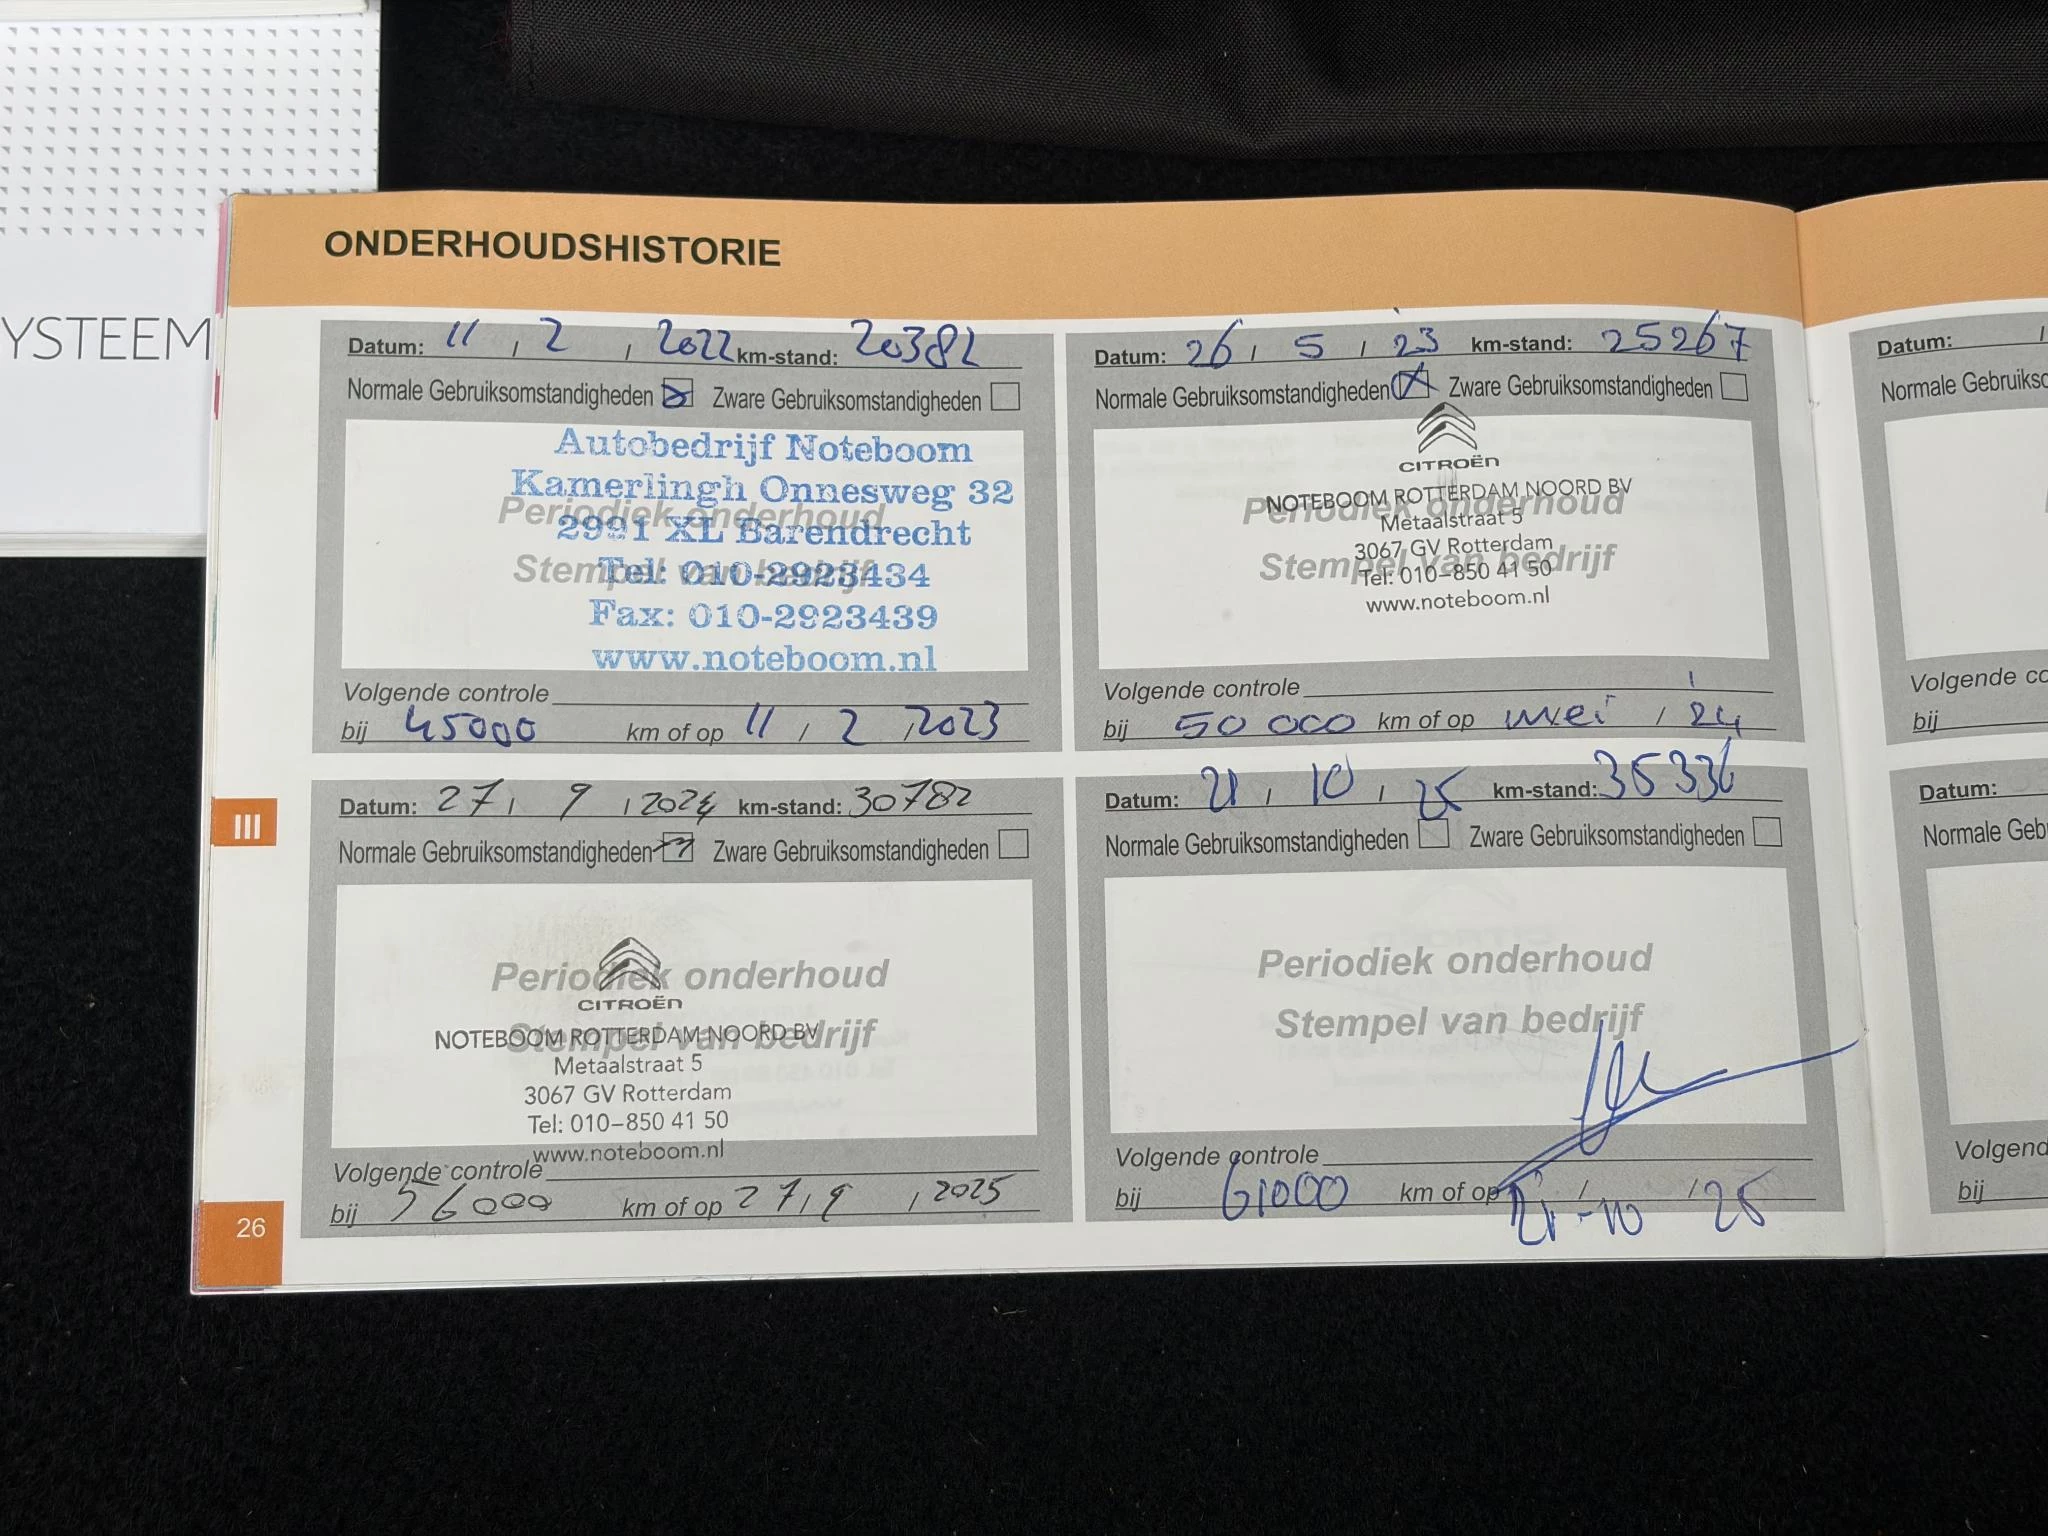 YSTEEM
ONDERHOUDSHISTORIE
Datum: 11 , 2 , 2022 km-stand: 20382
Normale Gebruiksomstandigheden Zware Gebruiksomstandigheden
Autobedrijf Noteboom
Kamerlingh Onnesweg 32
Periodiek onderhoud
2991 XL Barendrecht
Stempel van bedrijf
Tel: 010-2923434
Fax: 010-2923439
www.noteboom.nl
Volgende controle
bij 45000 km of op 11 / 2 , 2023
Datum: 26 , 5 , 23 km-stand: 25267
Normale Gebruiksomstandigheden Zware Gebruiksomstandigheden
CITROËN
NOTEBOOM ROTTERDAM NOORD BV
Periodiek onderhoud
Metaalstraat 5
3067 GV Rotterdam
Stempel van bedrijf
Tel: 010-850 41 50
www.noteboom.nl
Volgende controle
bij 50 000 km of op mei / 24
Datum: 27 , 9 , 2024 km-stand: 30782
Normale Gebruiksomstandigheden Zware Gebruiksomstandigheden
Periodiek onderhoud
CITROËN
NOTEBOOM ROTTERDAM NOORD BV
Stempel van bedrijf
Metaalstraat 5
3067 GV Rotterdam
Tel: 010-850 41 50
www.noteboom.nl
Volgende controle
bij 56000 km of op 27 , 9 , 2025
Datum: 21 , 10 , 25 km-stand: 36336
Normale Gebruiksomstandigheden Zware Gebruiksomstandigheden
Periodiek onderhoud
Stempel van bedrijf
Volgende controle
bij 61000 km of op 21 - 10 / 26
Datum:
Normale Gebruikso
Volgende co
bij
Datum:
Normale Geb
Volgend
bij
III
26